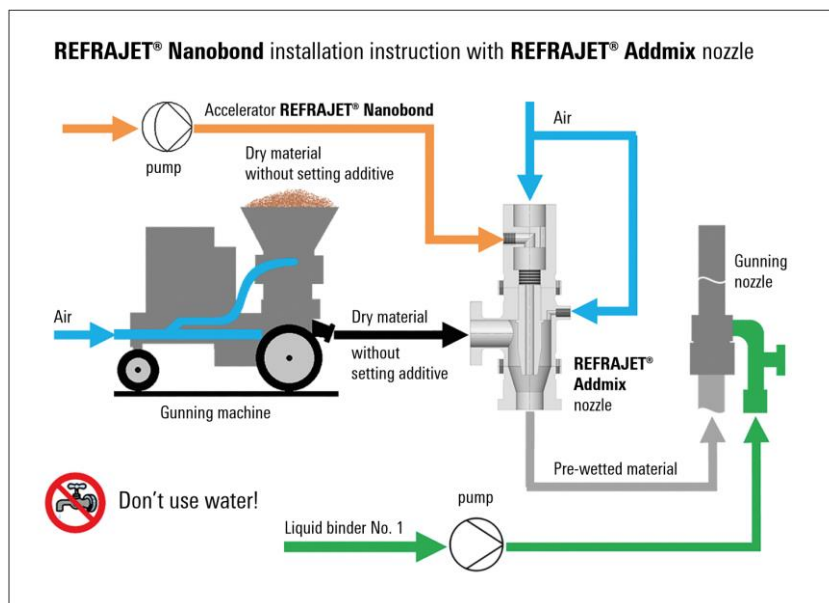 REFRAJET® Nanobond installation instruction with REFRAJET® Addmix nozzle
Accelerator REFRAJET® Nanobond
Air
pump
Dry material
without setting additive
Gunning
nozzle
Air
Dry material
without
setting additive
REFRAJET®
Addmix
nozzle
Gunning machine
Pre-wetted material
Don't use water!
pump
Liquid binder No. 1